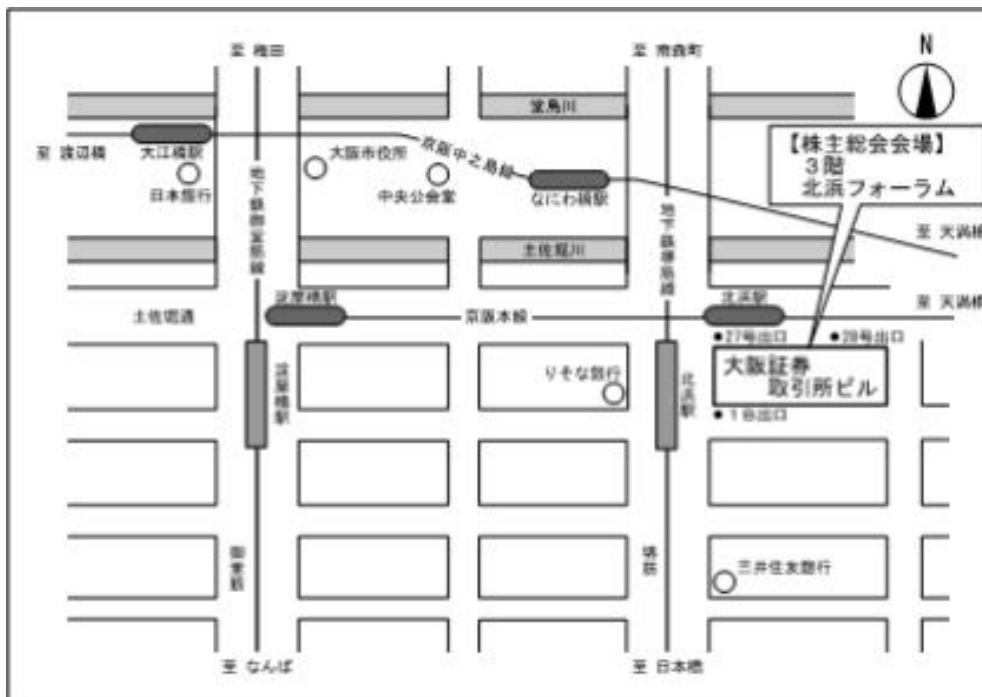 至 梅田
至 南森町
N
堂島川
【株主総会会場】
3階
北浜フォーラム
至 渡辺橋
大江橋駅
大阪市役所
京阪中之島線
日本銀行
中央公会堂
なにわ橋駅
地下鉄御堂筋線
地下鉄堺筋線
至 天満橋
土佐堀川
淀屋橋駅
北浜駅
至 天満橋
土佐堀通
京阪本線
●27号出口
●28号出口
大阪証券
取引所ビル
りそな銀行
淀屋橋駅
北浜駅
御堂筋
堺筋
三井住友銀行
至 なんば
至 日本橋